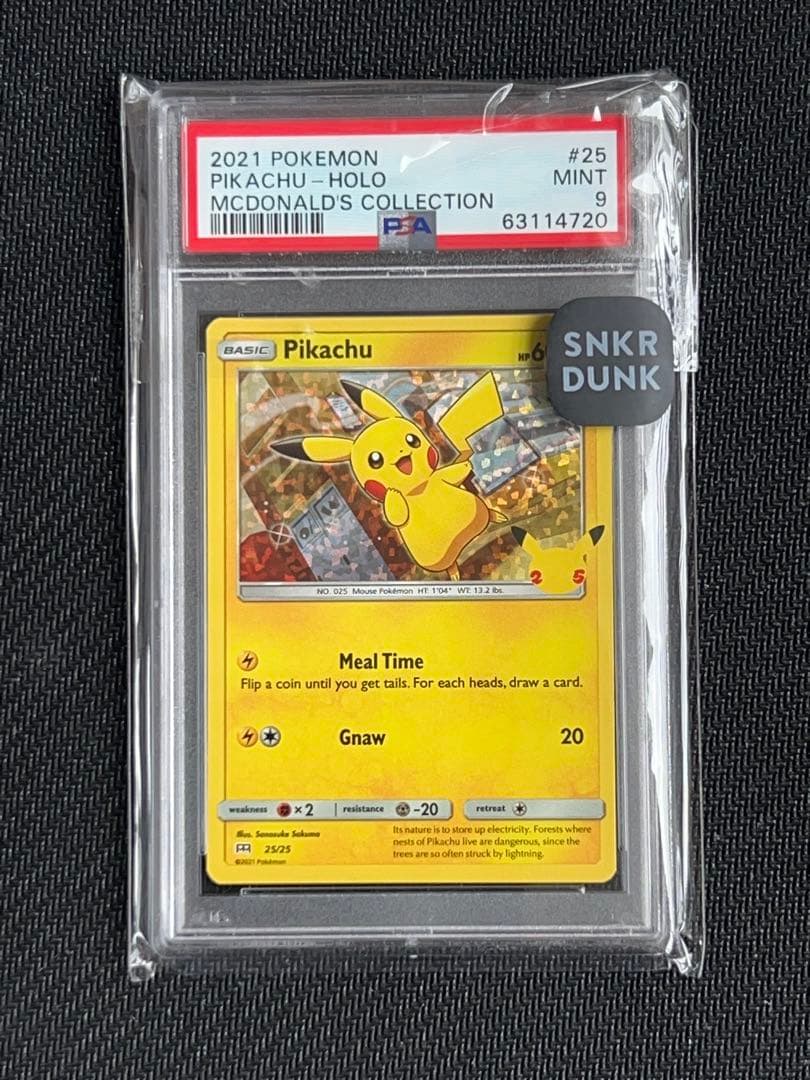 2021 POKEMON #25
PIKACHU - HOLO MINT
MCDONALD'S COLLECTION 9
PSA 63114720
SNKR
DUNK
BASIC Pikachu HP 6
25
NO. 025 Mouse Pokémon HT: 1'04" WT: 13.2 lbs.
Meal Time
Flip a coin until you get tails. For each heads, draw a card.
Gnaw 20
weakness ×2 resistance -20 retreat
Illus. Sanosuke Sakuma
25/25
©2021 Pokémon
Its nature is to store up electricity. Forests where
nests of Pikachu live are dangerous, since the
trees are so often struck by lightning.